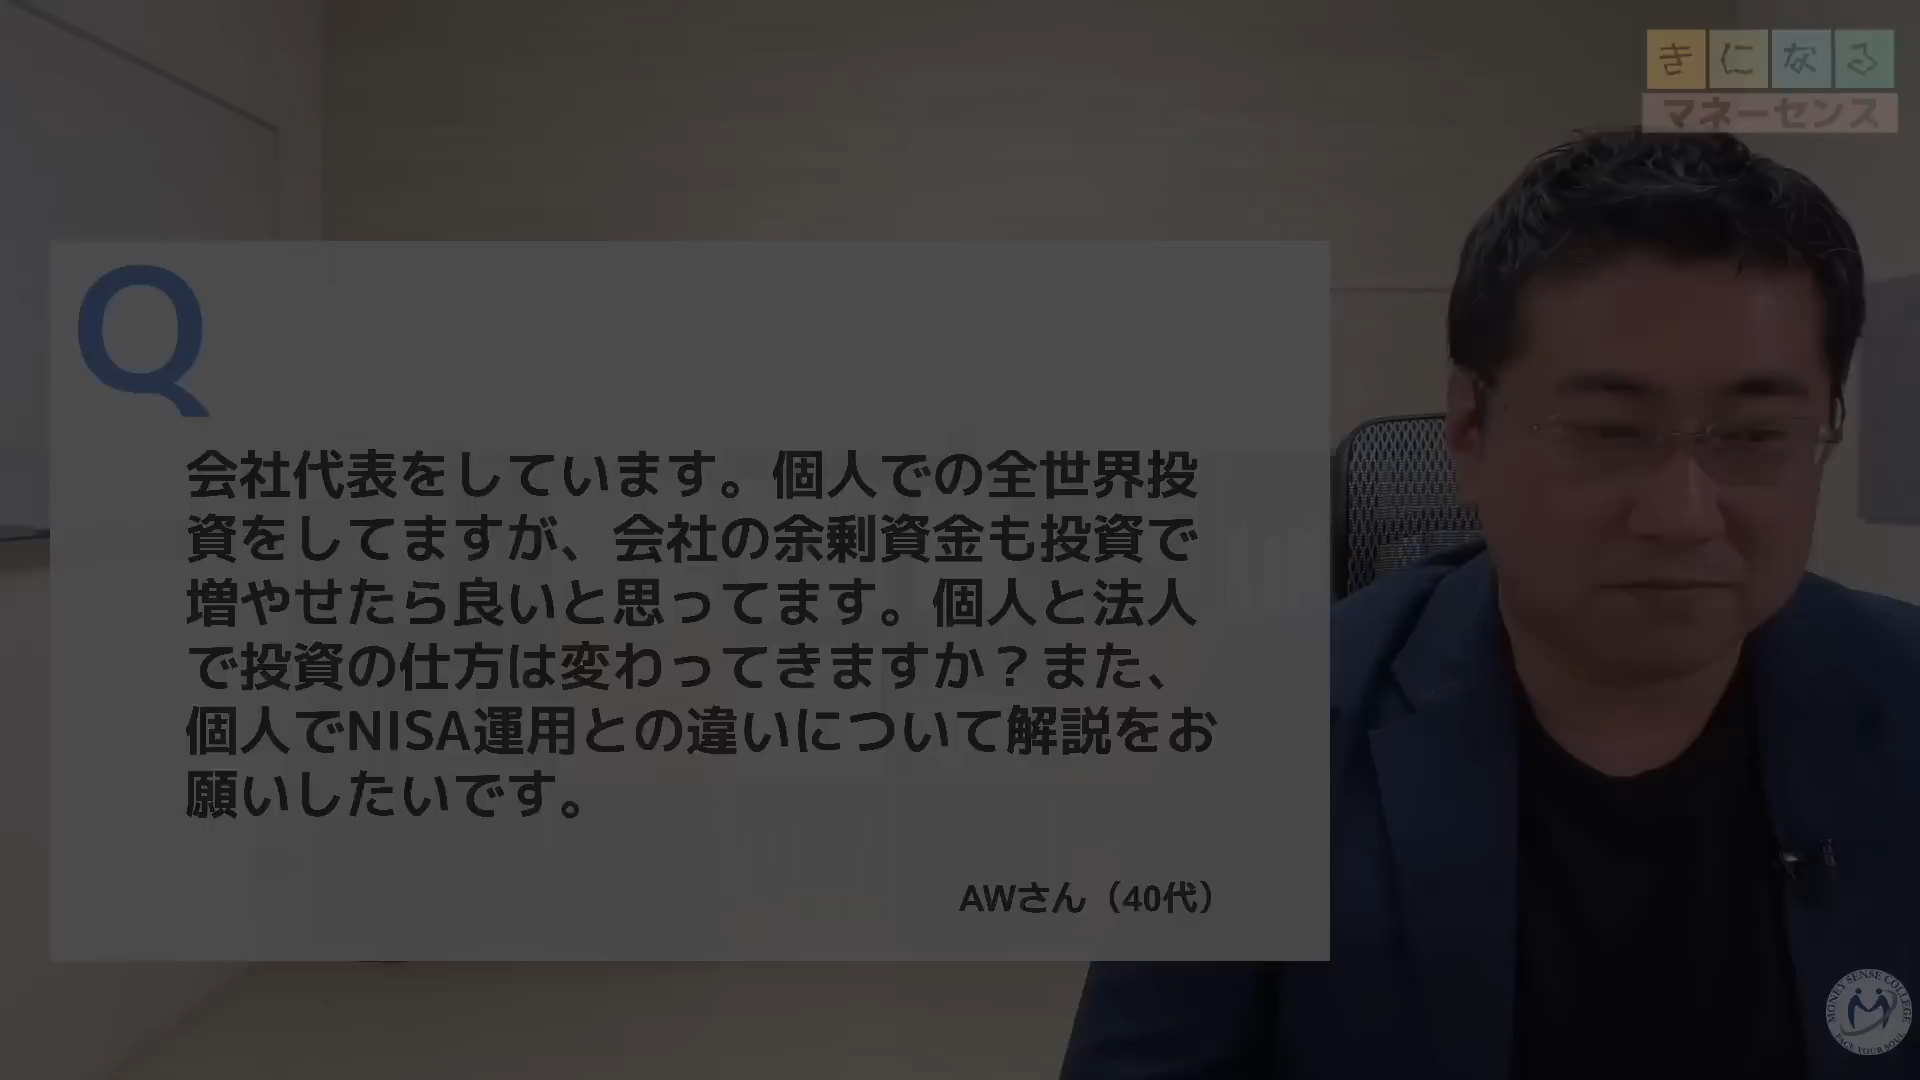 きになる
マネーセンス
Q
会社代表をしています。個人での全世界投
資をしてますが、会社の余剰資金も投資で
増やせたら良いと思ってます。個人と法人
で投資の仕方は変わってきますか？また、
個人でNISA運用との違いについて解説をお
願いしたいです。
AWさん（40代）
MONEY SENSE COLLEGE
FACE YOUR SOUL